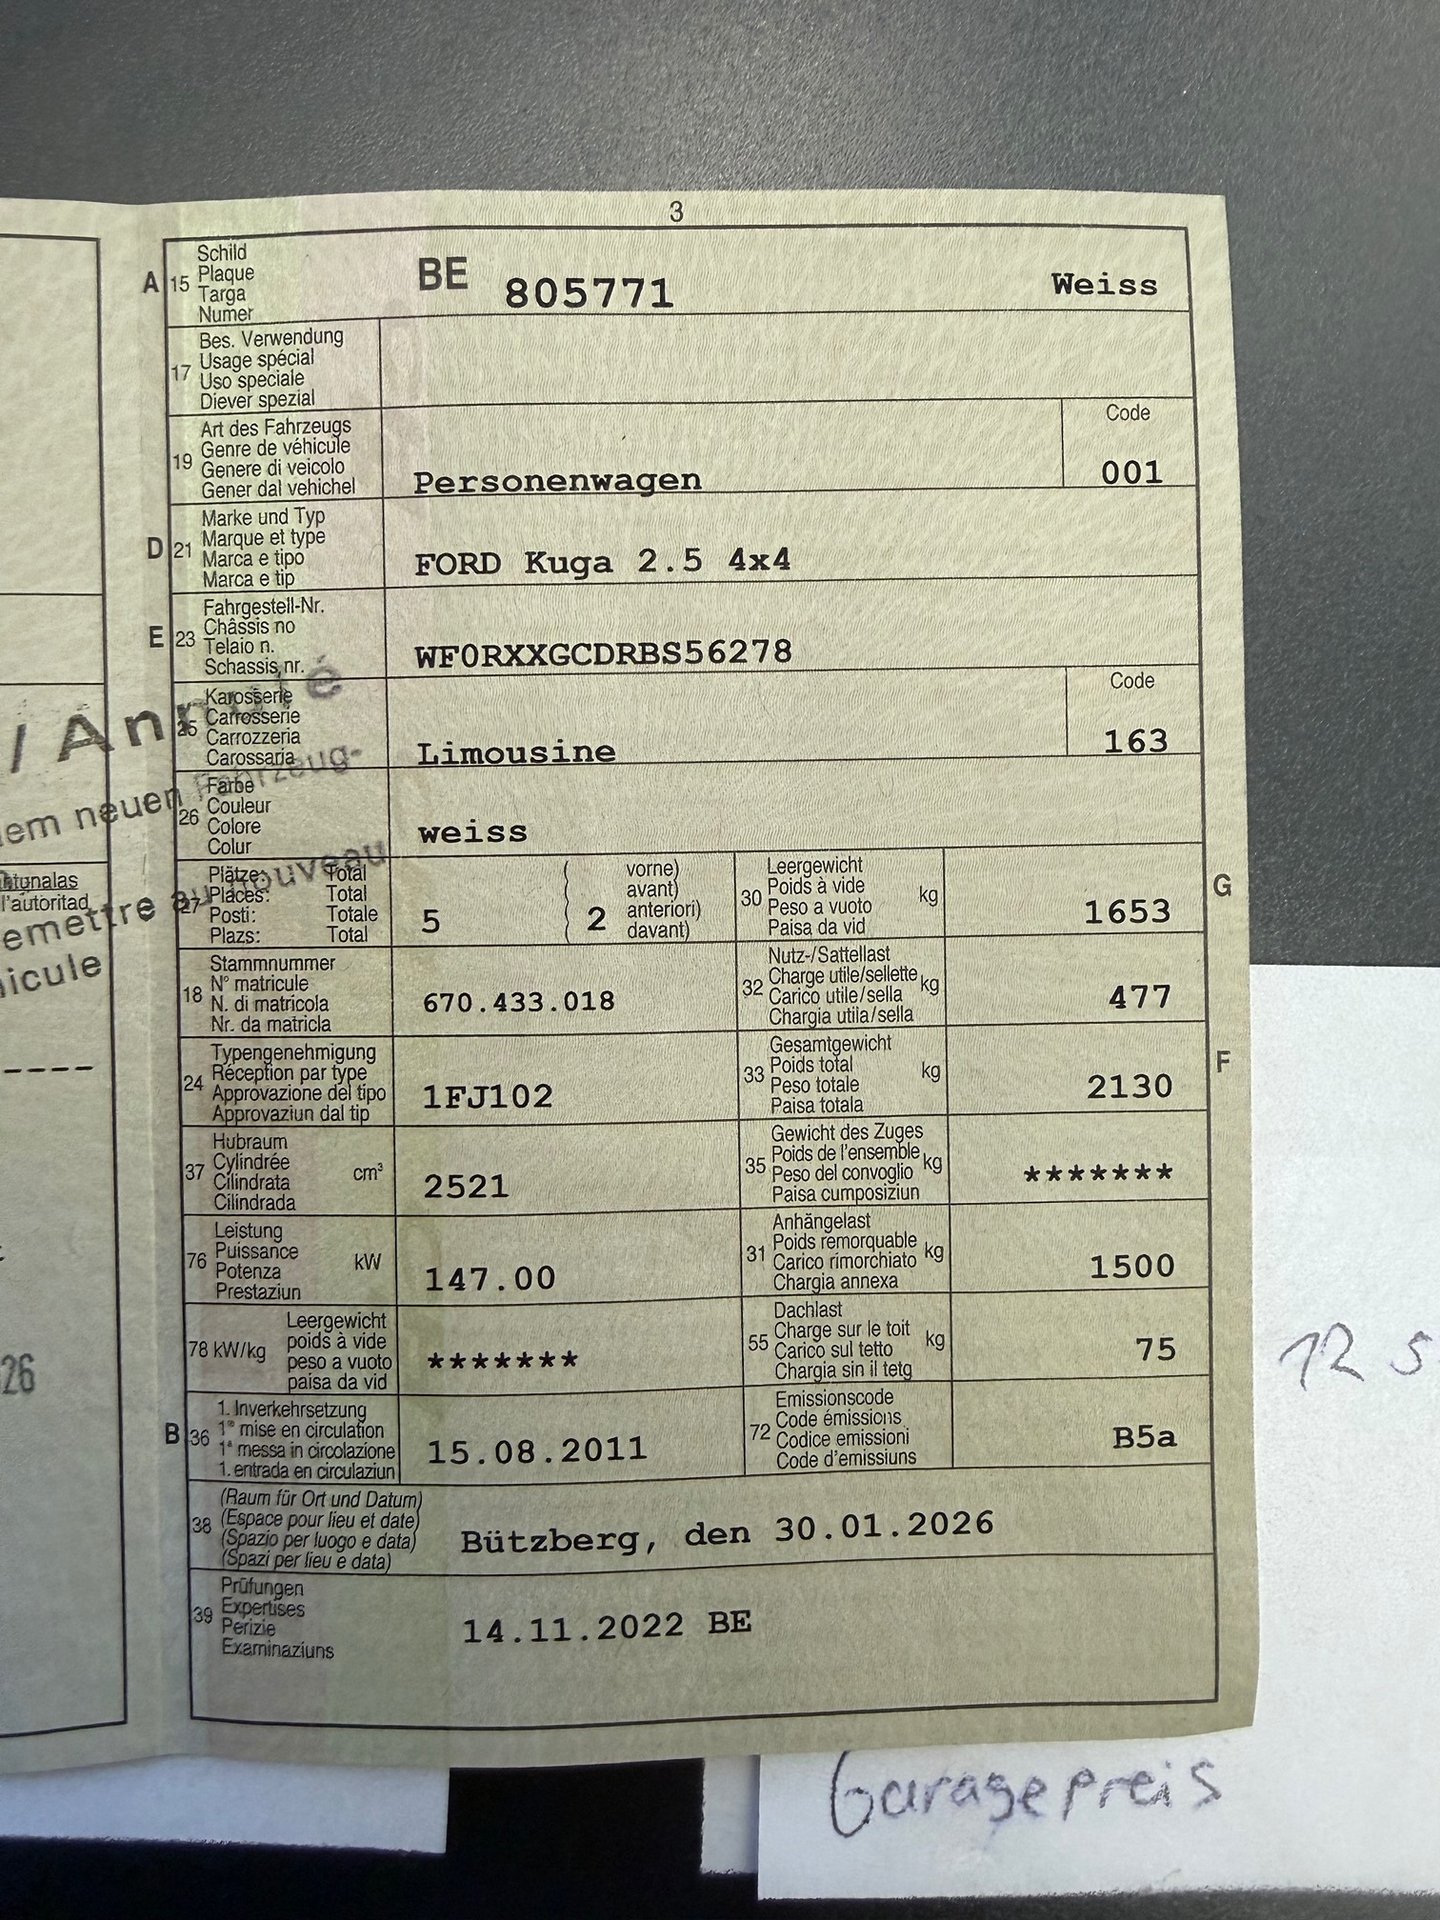 3
A 15 Schild
Plaque
Targa
Numer
BE 805771 Weiss
17 Bes. Verwendung
Usage spécial
Uso speciale
Diever spezial
19 Art des Fahrzeugs
Genre de véhicule
Genere di veicolo
Gener dal vehichel
Personenwagen
Code
001
D 21 Marke und Typ
Marque et type
Marca e tipo
Marca e tip
FORD Kuga 2.5 4x4
E 23 Fahrgestell-Nr.
Châssis no
Telaio n.
Schassis nr.
WF0RXXGCDRBS56278
/ Annulé
25 Karosserie
Carrosserie
Carrozzeria
Carossaria
Limousine
Code
163
dem neuen Fahrzeug-
26 Farbe
Couleur
Colore
Colur
weiss
l'autoritad
remettre au nouveau
27 Plätze: Total
Places: Total
Posti: Totale
Plazs: Total
5
( 2 vorne)
avant)
anteriori)
davant)
30 Leergewicht
Poids à vide kg
Peso a vuoto
Paisa da vid
1653
G
18 Stammnummer
N° matricule
N. di matricola
Nr. da matricla
670.433.018
32 Nutz-/Sattellast
Charge utile/sellette kg
Carico utile/sella
Chargia utila/sella
477
24 Typengenehmigung
Réception par type
Approvazione del tipo
Approvaziun dal tip
1FJ102
33 Gesamtgewicht
Poids total kg
Peso totale
Paisa totala
2130
F
37 Hubraum
Cylindrée cm³
Cilindrata
Cilindrada
2521
35 Gewicht des Zuges
Poids de l'ensemble kg
Peso del convoglio
Paisa cumposiziun
*******
76 Leistung
Puissance kW
Potenza
Prestaziun
147.00
31 Anhängelast
Poids remorquable kg
Carico rimorchiato
Chargia annexa
1500
78 kW/kg Leergewicht
poids à vide
peso a vuoto
paisa da vid
*******
55 Dachlast
Charge sur le toit kg
Carico sul tetto
Chargia sin il tetg
75
26
12
B 36 1. Inverkehrsetzung
1re mise en circulation
1a messa in circolazione
1. entrada en circulaziun
15.08.2011
72 Emissionscode
Code émissions
Codice emissioni
Code d'emissiuns
B5a
38 (Raum für Ort und Datum)
(Espace pour lieu et date)
(Spazio per luogo e data)
(Spazi per lieu e data)
Bützberg, den 30.01.2026
39 Prüfungen
Expertises
Perizie
Examinaziuns
14.11.2022 BE
Garagepreis